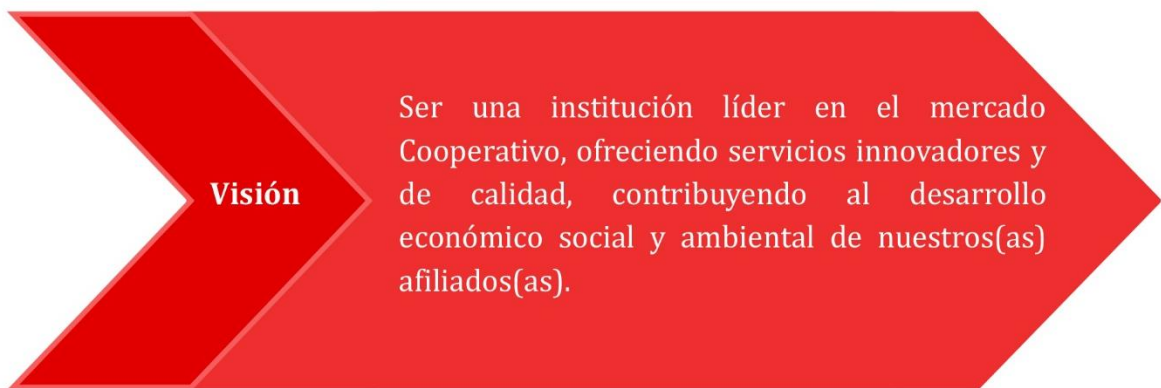 Visión
Ser una institución líder en el mercado
Cooperativo, ofreciendo servicios innovadores y
de calidad, contribuyendo al desarrollo
económico social y ambiental de nuestros(as)
afiliados(as).